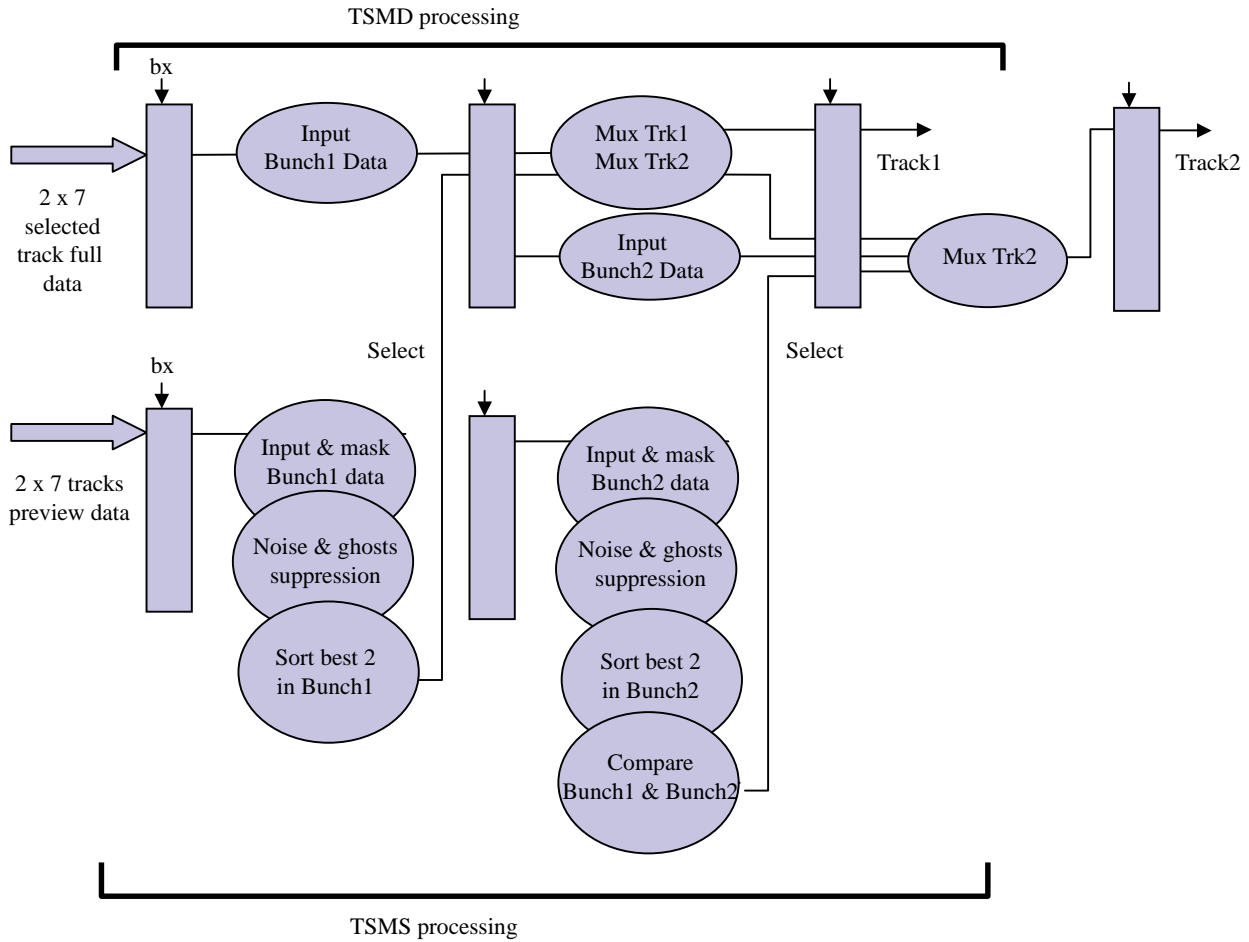 TSMD processing
bx
Input
Bunch1 Data
Mux Trk1
Mux Trk2
Track1
Track2
2 x 7
selected
track full
data
Input
Bunch2 Data
Mux Trk2
Select
Select
bx
2 x 7 tracks
preview data
Input & mask
Bunch1 data
Noise & ghosts
suppression
Sort best 2
in Bunch1
Input & mask
Bunch2 data
Noise & ghosts
suppression
Sort best 2
in Bunch2
Compare
Bunch1 & Bunch2
TSMS processing